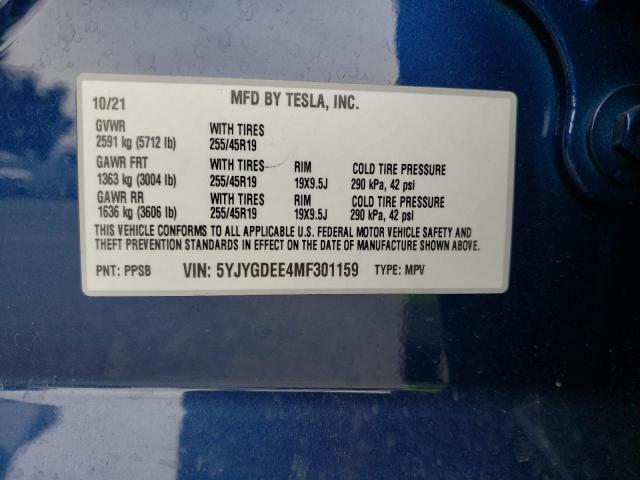 10/21 MFD BY TESLA, INC.
GVWR WITH TIRES
2591 kg (5712 lb) 255/45R19
GAWR FRT WITH TIRES RIM COLD TIRE PRESSURE
1363 kg (3004 lb) 255/45R19 19X9.5J 290 kPa, 42 psi
GAWR RR WITH TIRES RIM COLD TIRE PRESSURE
1636 kg (3606 lb) 255/45R19 19X9.5J 290 kPa, 42 psi
THIS VEHICLE CONFORMS TO ALL APPLICABLE U.S. FEDERAL MOTOR VEHICLE SAFETY AND
THEFT PREVENTION STANDARDS IN EFFECT ON THE DATE OF MANUFACTURE SHOWN ABOVE.
PNT: PPSB VIN: 5YJYGDEE4MF301159 TYPE: MPV